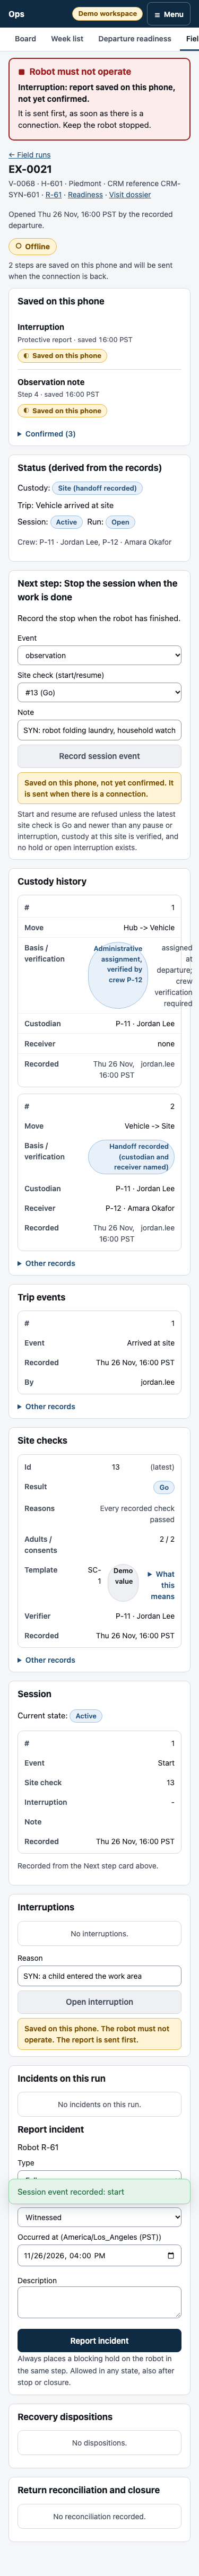 Ops
Demo workspace
≡ Menu
Board
Week list
Departure readiness
Fiel
Robot must not operate
Interruption: report saved on this phone, not yet confirmed.
It is sent first, as soon as there is a connection. Keep the robot stopped.
← Field runs
EX-0021
V-0068 · H-601 · Piedmont · CRM reference CRM-
SYN-601 · R-61 · Readiness · Visit dossier
Opened Thu 26 Nov, 16:00 PST by the recorded
departure.
Offline
2 steps are saved on this phone and will be sent
when the connection is back.
Saved on this phone
Interruption
Protective report · saved 16:00 PST
Saved on this phone
Observation note
Step 4 · saved 16:00 PST
Saved on this phone
▶ Confirmed (3)
Status (derived from the records)
Custody: Site (handoff recorded)
Trip: Vehicle arrived at site
Session: Active Run: Open
Crew: P-11 · Jordan Lee, P-12 · Amara Okafor
Next step: Stop the session when the
work is done
Record the stop when the robot has finished.
Event
observation
Site check (start/resume)
#13 (Go)
Note
SYN: robot folding laundry, household watch
Record session event
Saved on this phone, not yet confirmed. It
is sent when there is a connection.
Start and resume are refused unless the latest
site check is Go and newer than any pause or
interruption, custody at this site is verified, and
no hold or open interruption exists.
Custody history
# 1
Move Hub -> Vehicle
Basis / verification
Administrative assignment, verified by crew P-12
assigned at departure; crew verification required
Custodian P-11 · Jordan Lee
Receiver none
Recorded Thu 26 Nov, 16:00 PST jordan.lee
# 2
Move Vehicle -> Site
Basis / verification
Handoff recorded (custodian and receiver named)
Custodian P-11 · Jordan Lee
Receiver P-12 · Amara Okafor
Recorded Thu 26 Nov, 16:00 PST jordan.lee
▶ Other records
Trip events
# 1
Event Arrived at site
Recorded Thu 26 Nov, 16:00 PST
By jordan.lee
▶ Other records
Site checks
Id 13 (latest)
Result Go
Reasons Every recorded check passed
Adults / consents 2 / 2
Template SC-1 Demo value ▶ What this means
Verifier P-11 · Jordan Lee
Recorded Thu 26 Nov, 16:00 PST
▶ Other records
Session
Current state: Active
# 1
Event Start
Site check 13
Interruption -
Note
Recorded Thu 26 Nov, 16:00 PST
Recorded from the Next step card above.
Interruptions
No interruptions.
Reason
SYN: a child entered the work area
Open interruption
Saved on this phone. The robot must not
operate. The report is sent first.
Incidents on this run
No incidents on this run.
Report incident
Robot R-61
Type
Session event recorded: start
Witnessed
Occurred at (America/Los_Angeles (PST))
11/26/2026, 04:00 PM
Description
Report incident
Always places a blocking hold on the robot in
the same step. Allowed in any state, also after
stop or closure.
Recovery dispositions
No dispositions.
Return reconciliation and closure
No reconciliation recorded.